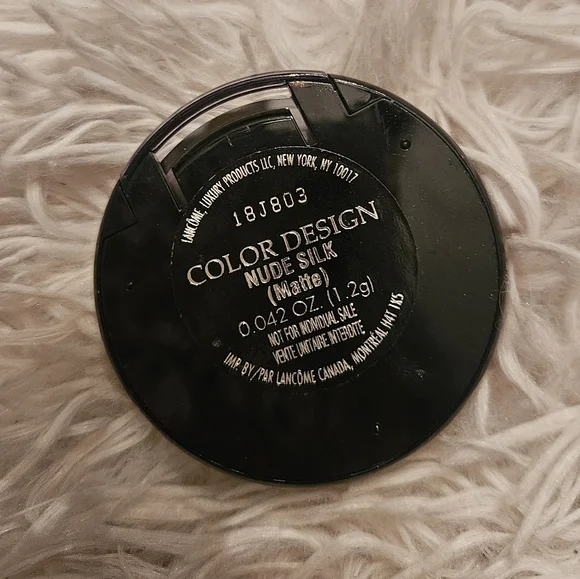 LANCÔME, LUXURY PRODUCTS LLC, NEW YORK, NY 10017
18J803
COLOR DESIGN
NUDE SILK
(Matte)
0.042 OZ. (1.2g)
NOT FOR INDIVIDUAL SALE
VENTE UNITAIRE INTERDITE
IMP. BY/PAR LANCÔME CANADA, MONTRÉAL H4T 1K5